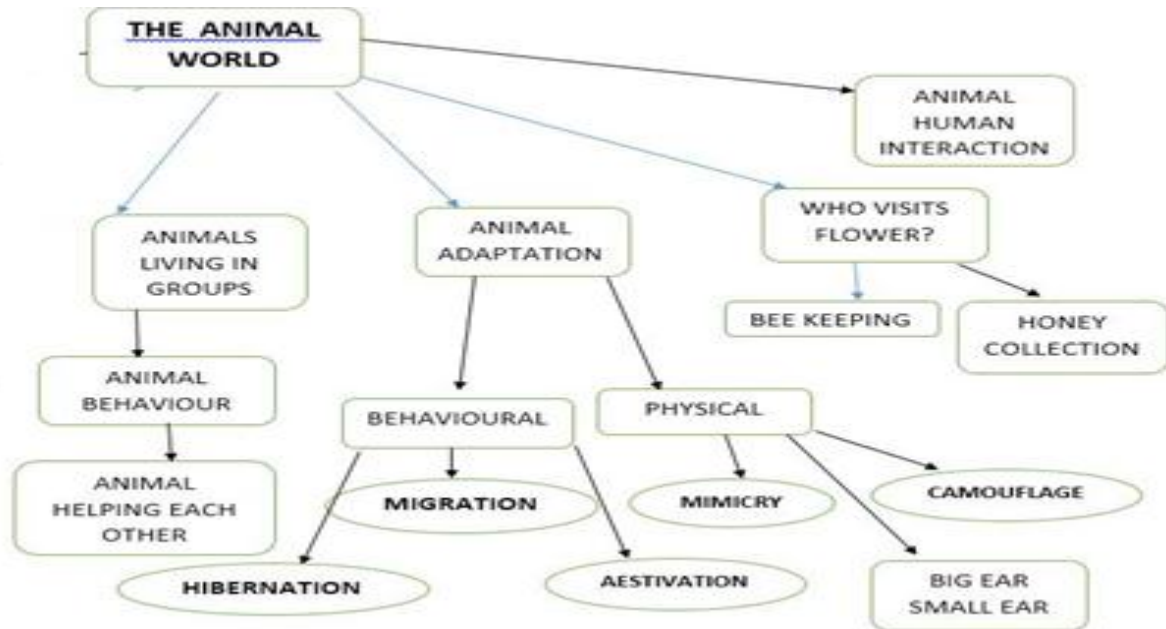 THE ANIMAL
WORLD
ANIMAL
HUMAN
INTERACTION
WHO VISITS
FLOWER?
ANIMAL
ADAPTATION
ANIMALS
LIVING IN
GROUPS
BEE KEEPING
HONEY
COLLECTION
ANIMAL
BEHAVIOUR
BEHAVIOURAL
PHYSICAL
ANIMAL
HELPING EACH
OTHER
MIGRATION
MIMICRY
CAMOUFLAGE
HIBERNATION
AESTIVATION
BIG EAR
SMALL EAR